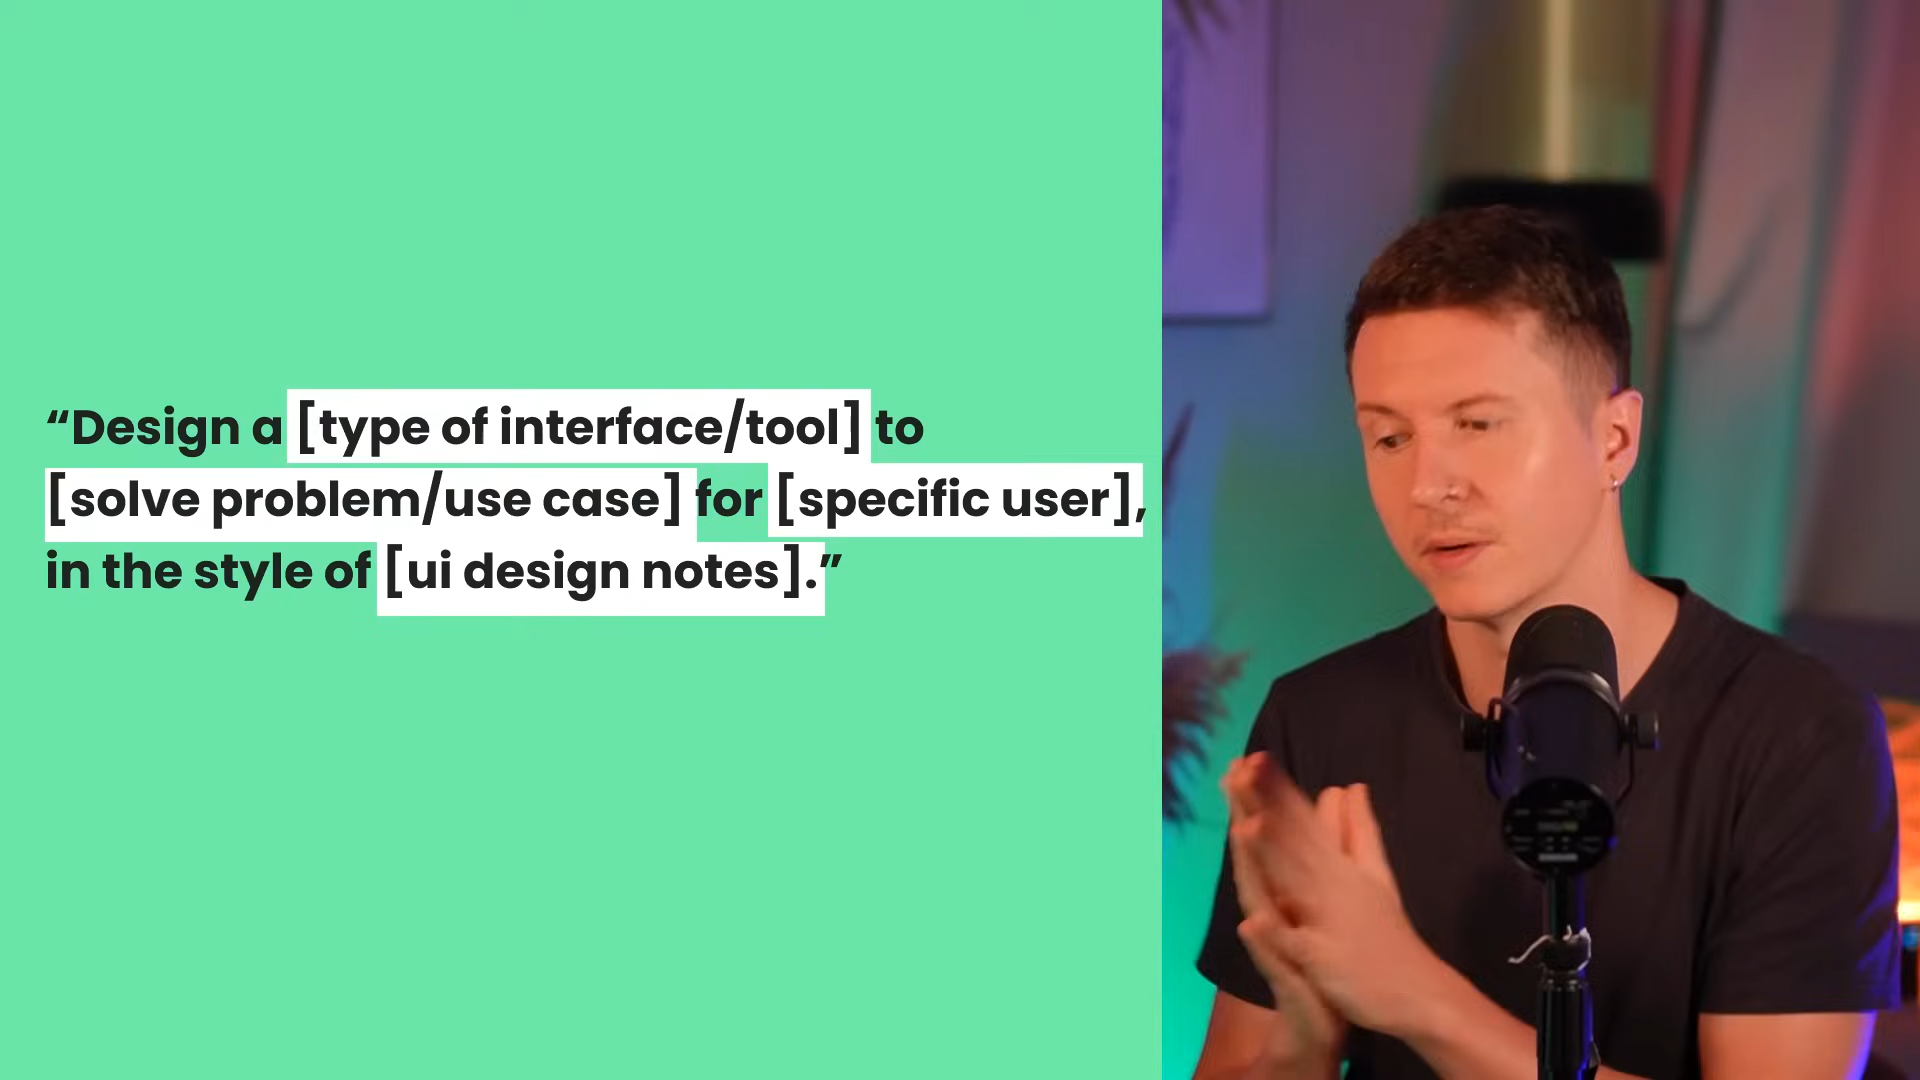 “Design a [type of interface/tool] to
[solve problem/use case] for [specific user],
in the style of [ui design notes].”